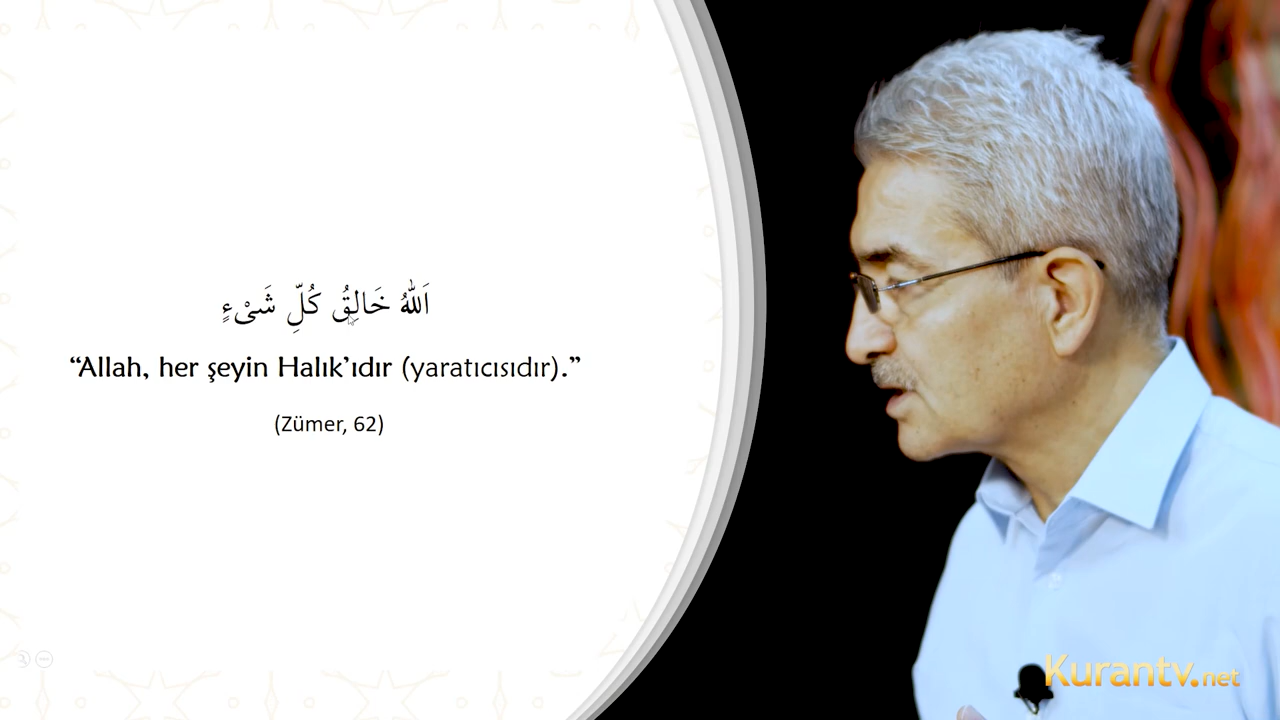 اَللّٰهُ خَالِقُ كُلِّ شَىْءٍ
“Allah, her şeyin Halık’ıdır (yaratıcısıdır).”
(Zümer, 62)
Kurantv.net